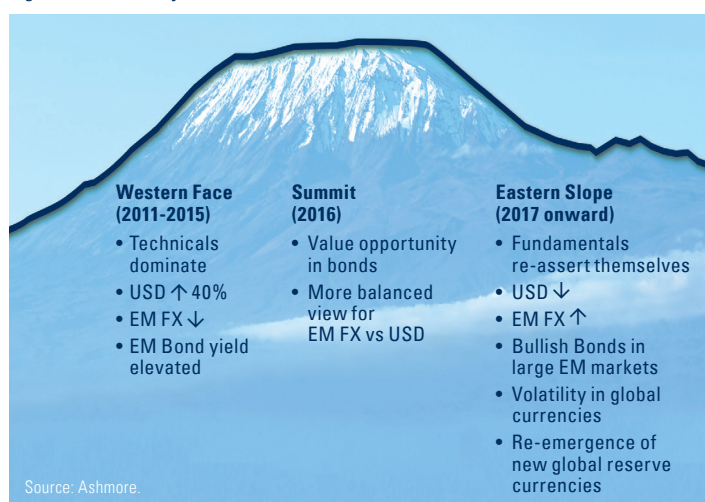 Western Face
(2011-2015)
• Technicals
dominate
• USD ↑ 40%
• EM FX ↓
• EM Bond yield
elevated
Summit
(2016)
• Value opportunity
in bonds
• More balanced
view for
EM FX vs USD
Eastern Slope
(2017 onward)
• Fundamentals
re-assert themselves
• USD ↓
• EM FX ↑
• Bullish Bonds in
large EM markets
• Volatility in global
currencies
• Re-emergence of
new global reserve
currencies
Source: Ashmore.